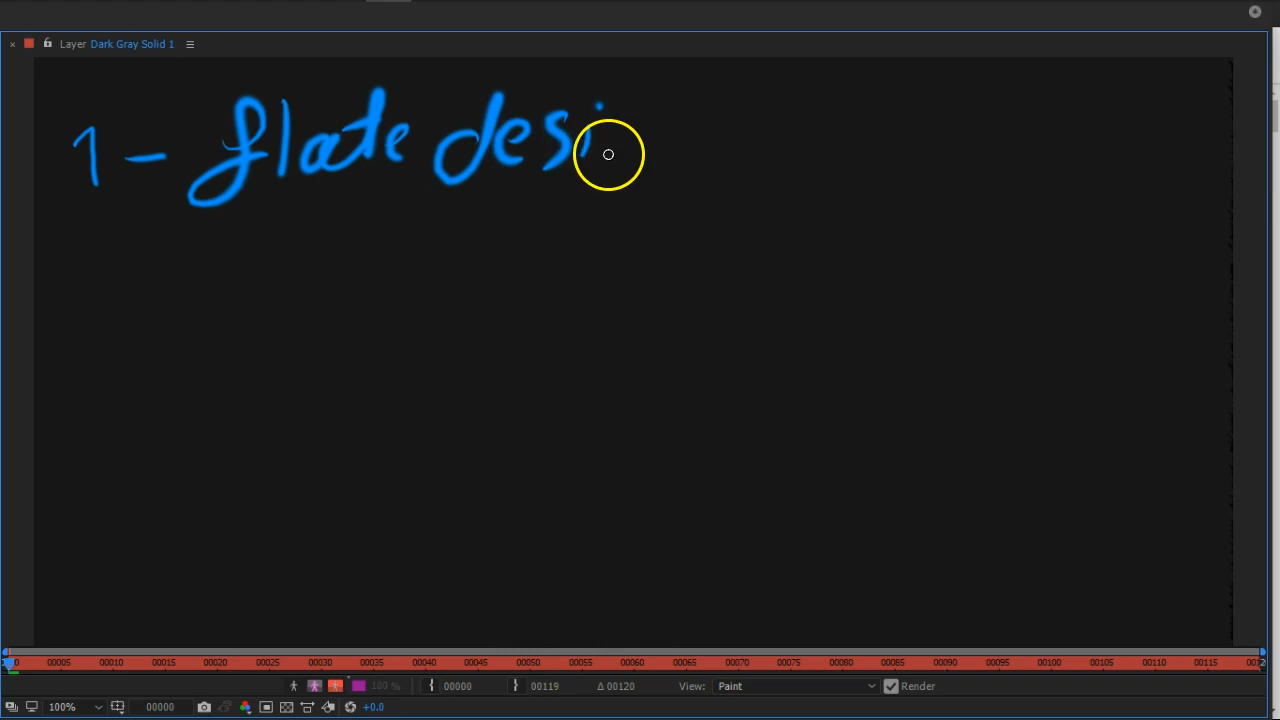 Layer Dark Gray Solid 1
1- flate desi
00005 00010 00015 00020 00025 00030 00035 00040 00045 00050 00055 00060 00065 00070 00075 00080 00085 00090 00095 00100 00105 00110 00115
100 % 00000 00119 Δ 00120 View: Paint Render
100% 00000 +0.0